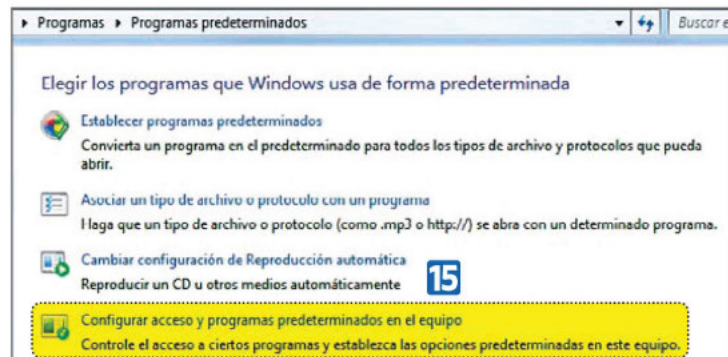 Programas Programas predeterminados Buscar e
Elegir los programas que Windows usa de forma predeterminada
Establecer programas predeterminados
Convierta un programa en el predeterminado para todos los tipos de archivo y protocolos que pueda
abrir.
Asociar un tipo de archivo o protocolo con un programa
Haga que un tipo de archivo o protocolo (como .mp3 o http://) se abra con un determinado programa.
Cambiar configuración de Reproducción automática
Reproducir un CD u otros medios automáticamente
15
Configurar acceso y programas predeterminados en el equipo
Controle el acceso a ciertos programas y establezca las opciones predeterminadas en este equipo.